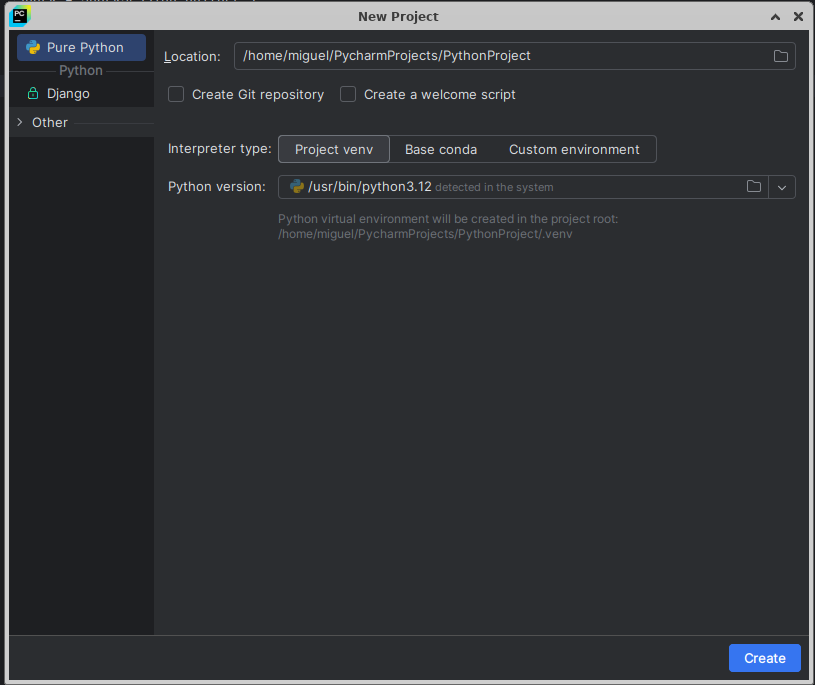 New Project
Pure Python
Python
Django
Other
Location: /home/miguel/PycharmProjects/PythonProject
Create Git repository Create a welcome script
Interpreter type: Project venv Base conda Custom environment
Python version: /usr/bin/python3.12 detected in the system
Python virtual environment will be created in the project root:
/home/miguel/PycharmProjects/PythonProject/.venv
Create
PC